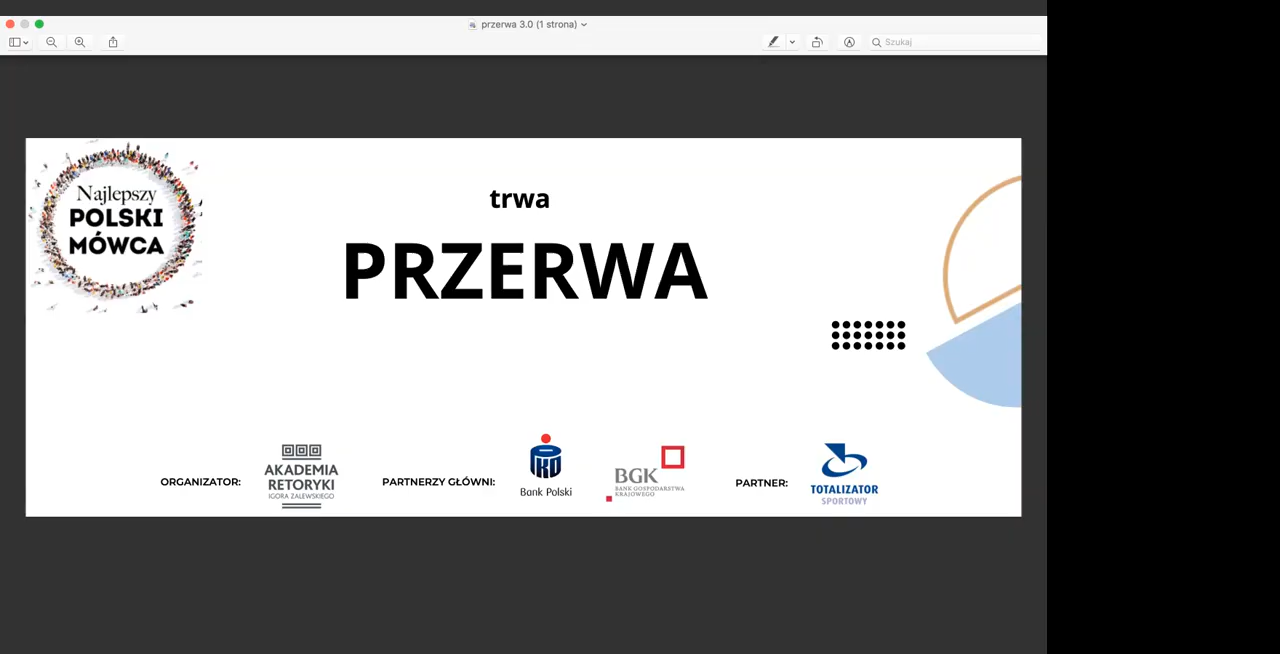 przerwa 3.0 (1 strona)
Szukaj
Najlepszy
POLSKI
MÓWCA
trwa
PRZERWA
ORGANIZATOR:
AKADEMIA
RETORYKI
IGORA ZALEWSKIEGO
PARTNERZY GŁÓWNI:
PKO
Bank Polski
BGK
BANK GOSPODARSTWA
KRAJOWEGO
PARTNER:
TOTALIZATOR
SPORTOWY